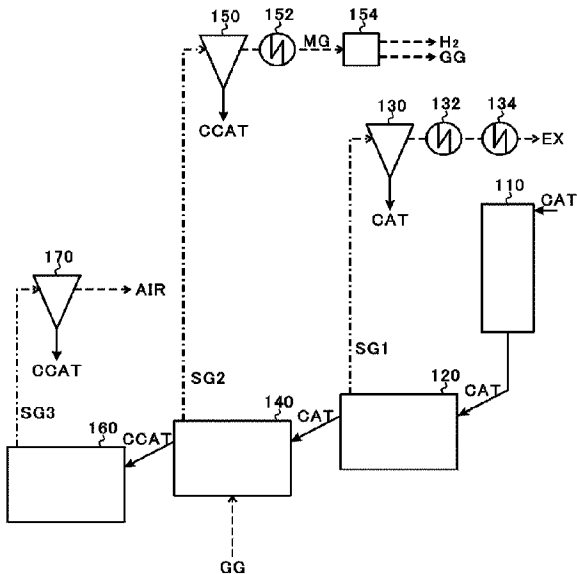 150 152 154
MG
H₂
GG
CCAT
130 132 134
EX
CAT
110
CAT
170
AIR
CCAT
SG1
SG2
SG3
120
CAT
140
CAT
160
CCAT
GG